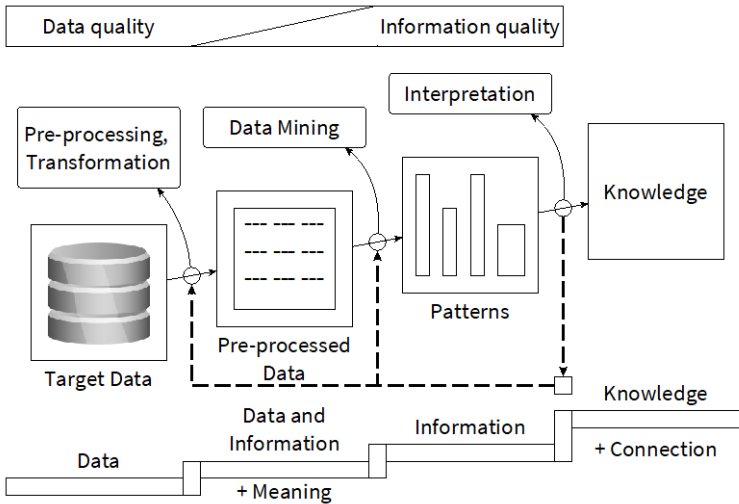 Data quality
Information quality
Interpretation
Data Mining
Pre-processing,
Transformation
Knowledge
Patterns
Pre-processed
Data
Target Data
Knowledge
Data and
Information
Information
Data
+ Connection
+ Meaning